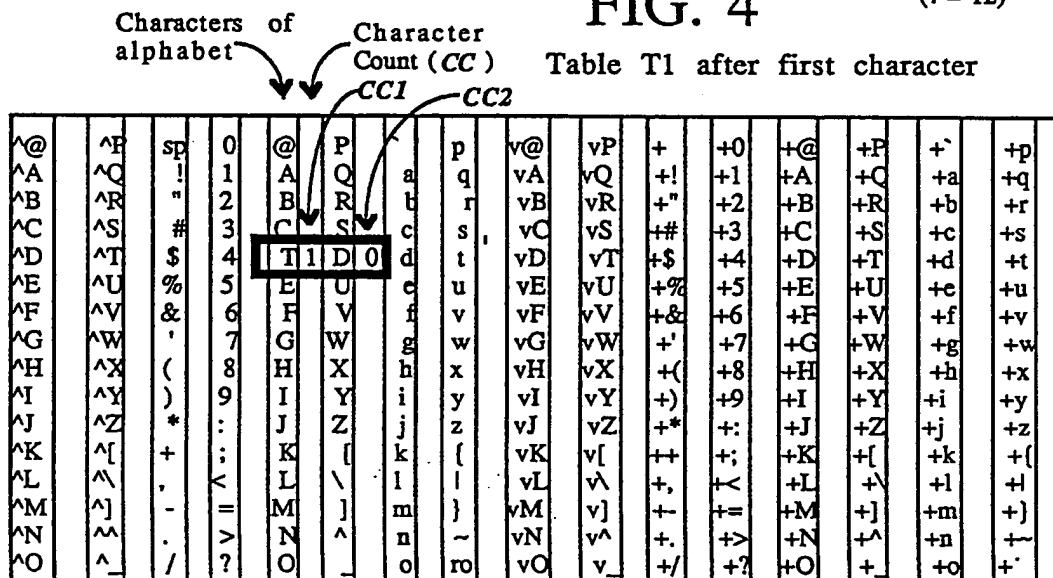 FIG. 4
Characters of alphabet
Character Count (CC)
CC1
CC2
Table T1 after first character
^@ ^P sp 0 @ P ` p v@ vP + +0 +@ +P +` +p
^A ^Q ! 1 A Q a q vA vQ +! +1 +A +Q +a +q
^B ^R " 2 B R b r vB vR +" +2 +B +R +b +r
^C ^S # 3 C S c s vC vS +# +3 +C +S +c +s
^D ^T $ 4 T 1 D 0 d t vD vT +$ +4 +D +T +d +t
^E ^U % 5 E U e u vE vU +% +5 +E +U +e +u
^F ^V & 6 F V f v vF vV +& +6 +F +V +f +v
^G ^W ' 7 G W g w vG vW +' +7 +G +W +g +w
^H ^X ( 8 H X h x vH vX +( +8 +H +X +h +x
^I ^Y ) 9 I Y i y vI vY +) +9 +I +Y +i +y
^J ^Z * : J Z j z vJ vZ +* +: +J +Z +j +z
^K ^[ + ; K [ k { vK v[ ++ +; +K +[ +k +{
^L ^\ , < L \ l | vL v\ +, +< +L +\ +l +|
^M ^] - = M ] m } vM v] +- += +M +] +m +}
^N ^^ . > N ^ n ~ vN v^ +. +> +N +^ +n +~
^O ^_ / ? O _ o ro vO v_ +/ +? +O +_ +o +·